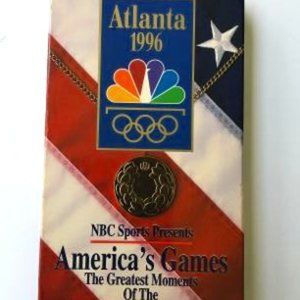 Atlanta
1996
NBC Sports Presents
America's Games
The Greatest Moments
Of The